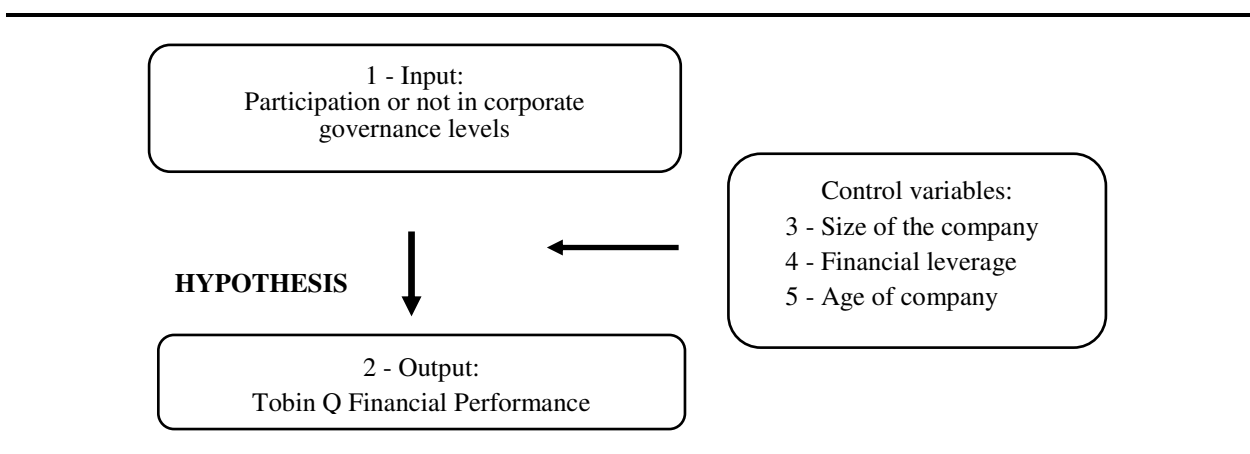 1 - Input:
Participation or not in corporate
governance levels
Control variables:
3 - Size of the company
4 - Financial leverage
5 - Age of company
HYPOTHESIS
2 - Output:
Tobin Q Financial Performance